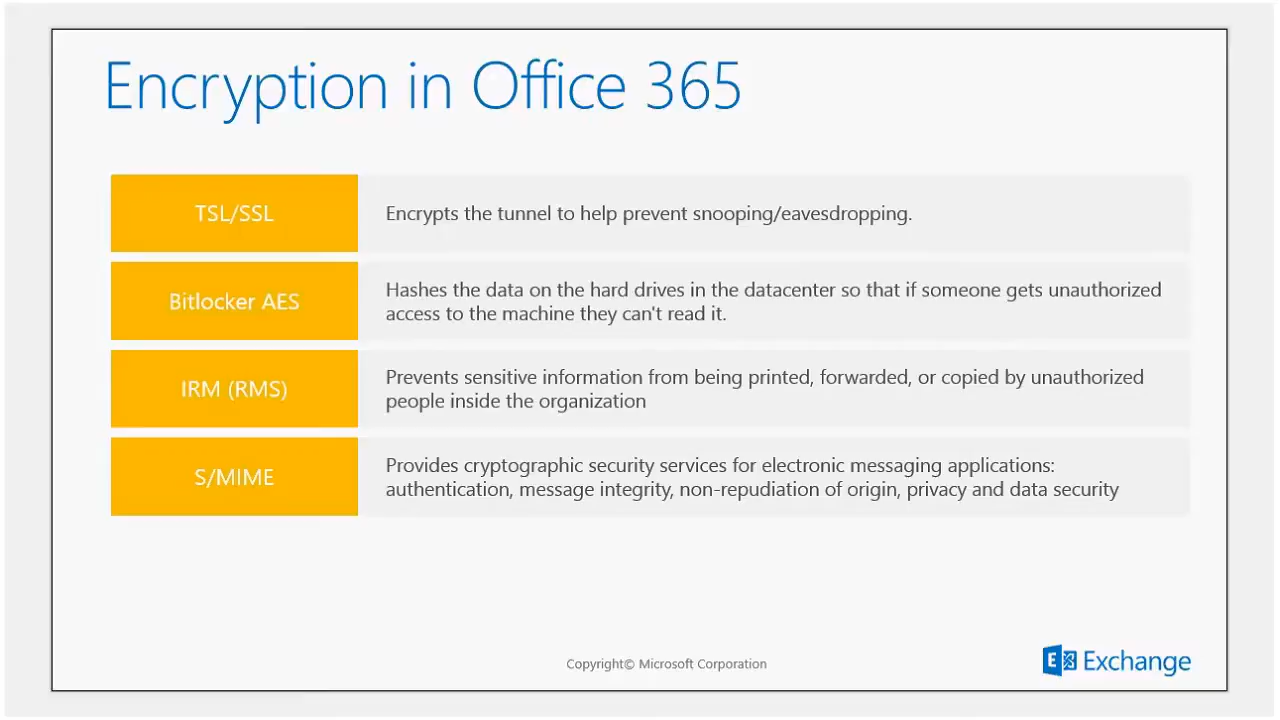 Encryption in Office 365
TSL/SSL
Encrypts the tunnel to help prevent snooping/eavesdropping.
Bitlocker AES
Hashes the data on the hard drives in the datacenter so that if someone gets unauthorized
access to the machine they can't read it.
IRM (RMS)
Prevents sensitive information from being printed, forwarded, or copied by unauthorized
people inside the organization
S/MIME
Provides cryptographic security services for electronic messaging applications:
authentication, message integrity, non-repudiation of origin, privacy and data security
Copyright© Microsoft Corporation
E Exchange